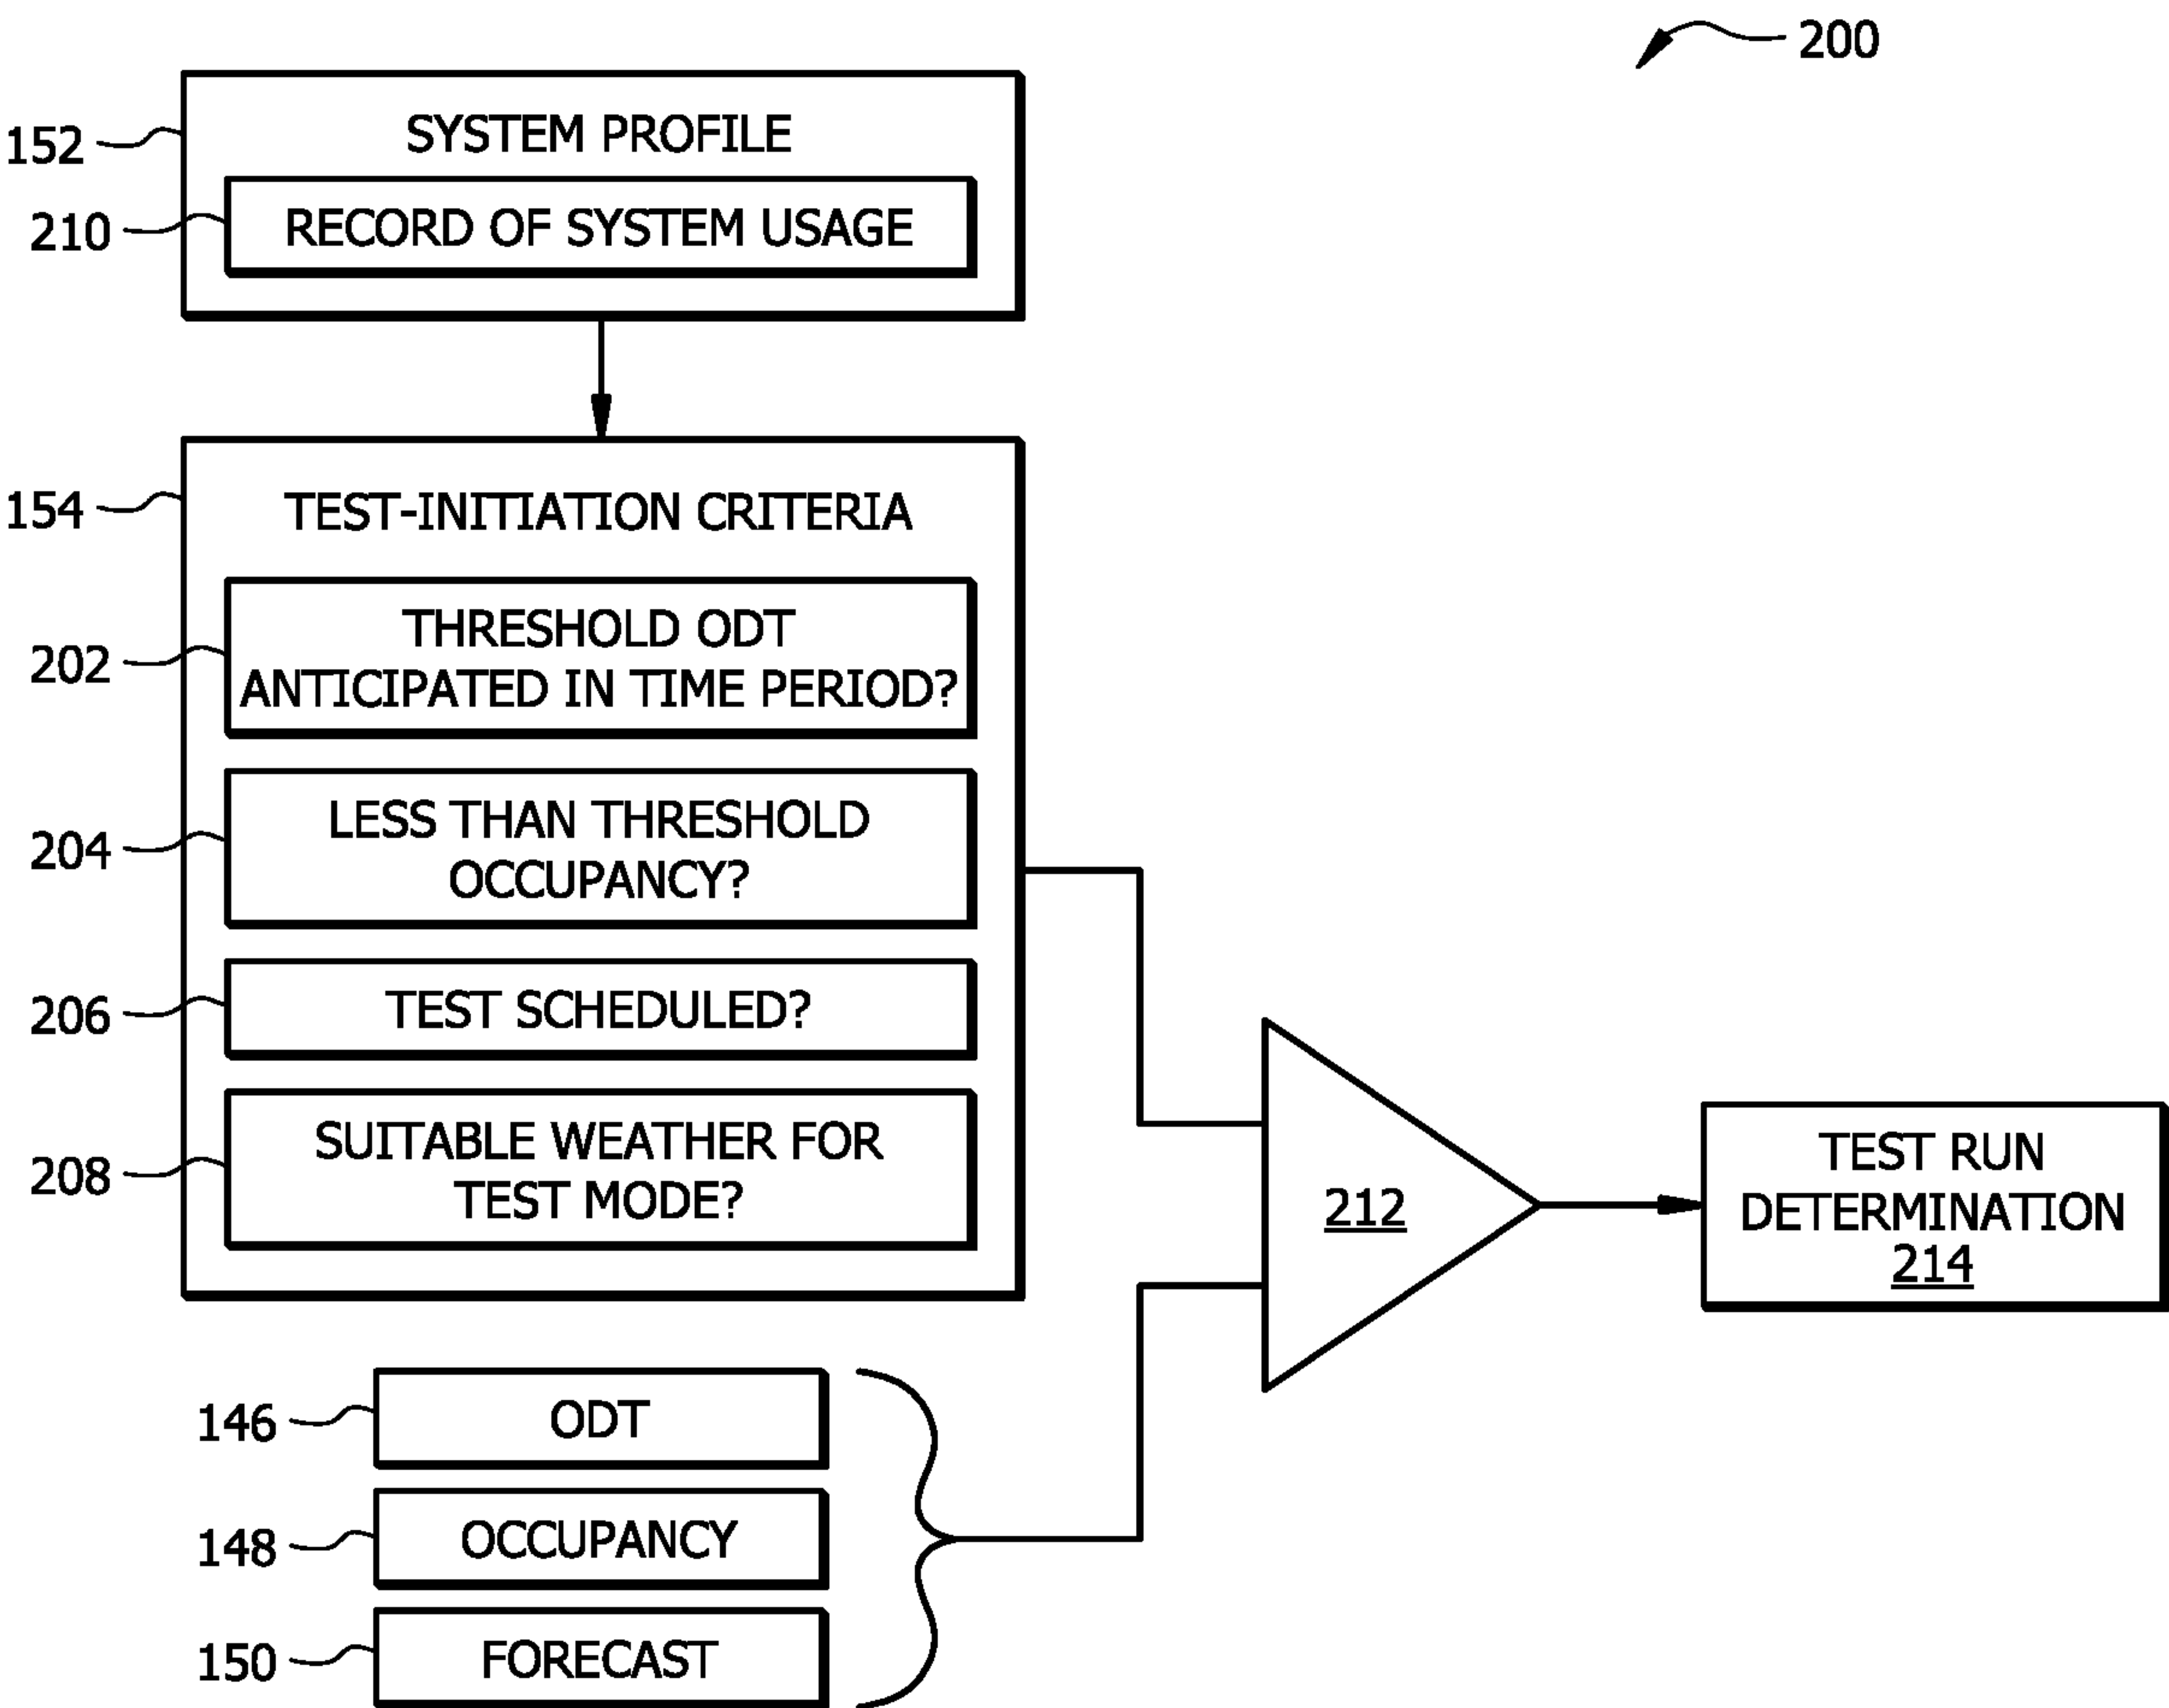 200
152
SYSTEM PROFILE
210
RECORD OF SYSTEM USAGE
154
TEST-INITIATION CRITERIA
202
THRESHOLD ODT
ANTICIPATED IN TIME PERIOD?
204
LESS THAN THRESHOLD
OCCUPANCY?
206
TEST SCHEDULED?
208
SUITABLE WEATHER FOR
TEST MODE?
212
TEST RUN
DETERMINATION
214
146
ODT
148
OCCUPANCY
150
FORECAST